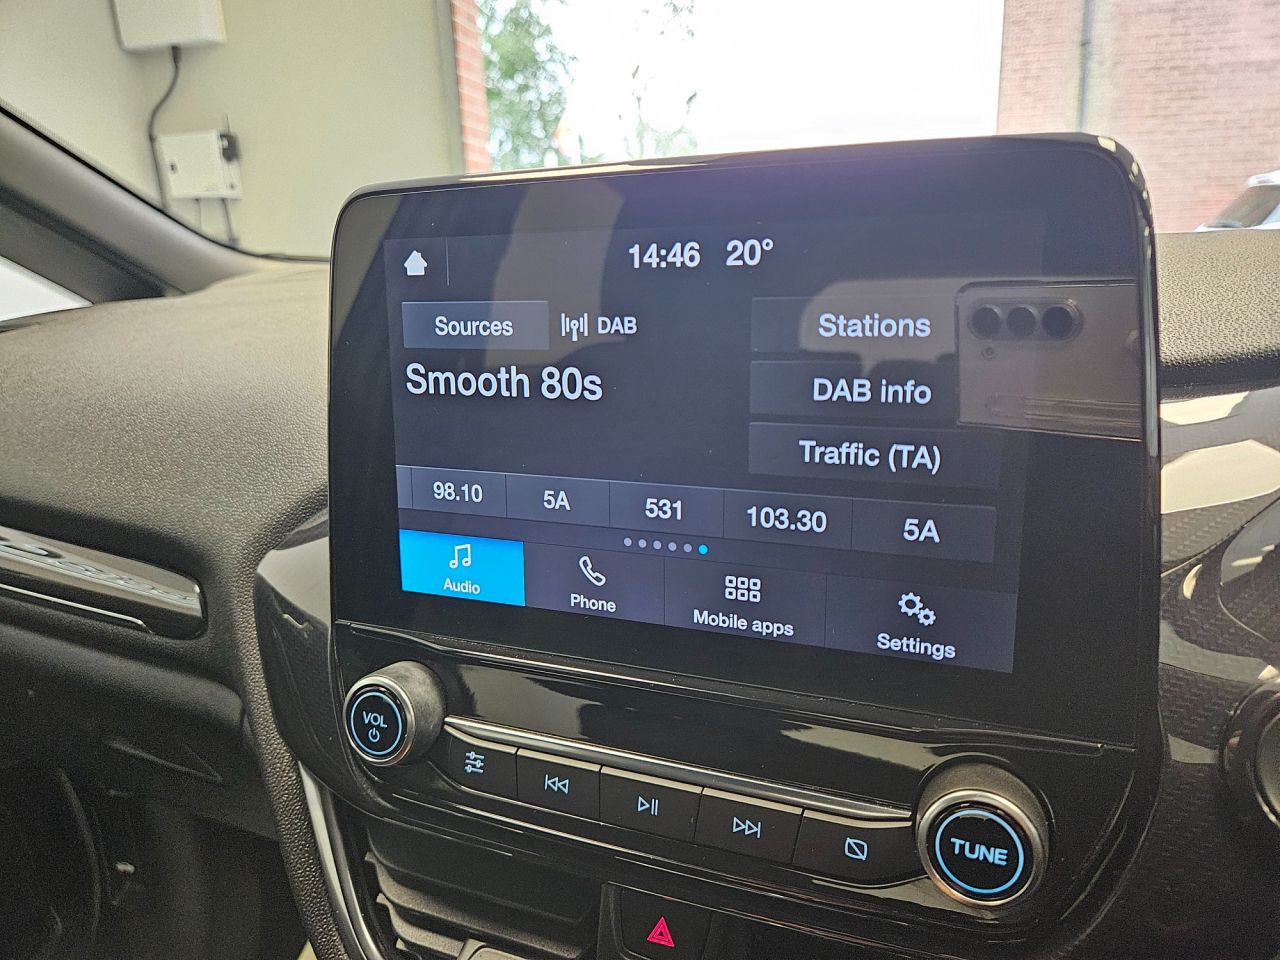 14:46 20°
Sources DAB
Stations
Smooth 80s
DAB info
Traffic (TA)
98.10 5A 531 103.30 5A
Audio Phone Mobile apps Settings
VOL
TUNE